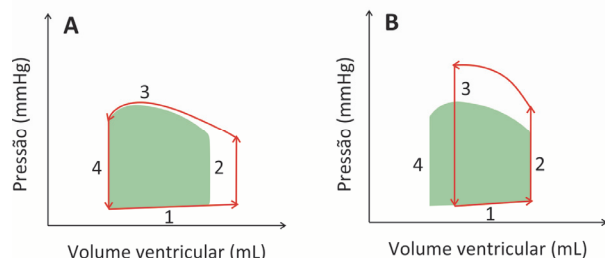 A
Pressão (mmHg)
3
4
2
1
Volume ventricular (mL)
B
Pressão (mmHg)
3
4
2
1
Volume ventricular (mL)